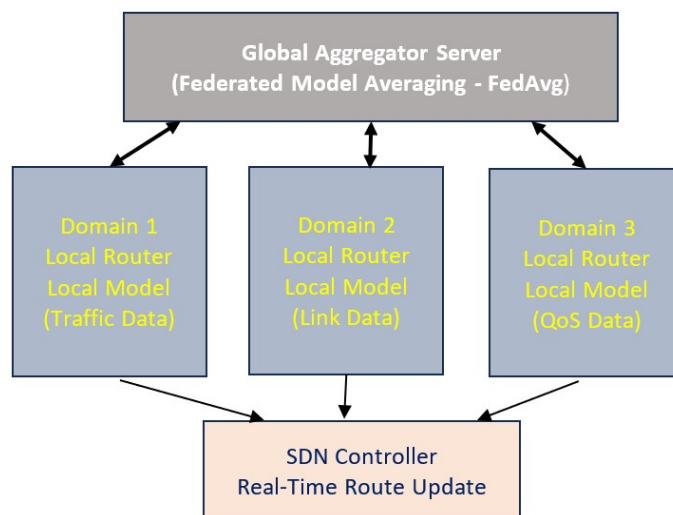 Global Aggregator Server
(Federated Model Averaging - FedAvg)
Domain 1
Local Router
Local Model
(Traffic Data)
Domain 2
Local Router
Local Model
(Link Data)
Domain 3
Local Router
Local Model
(QoS Data)
SDN Controller
Real-Time Route Update